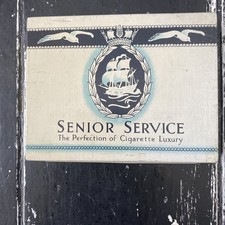 SENIOR SERVICE
The Perfection of Cigarette Luxury